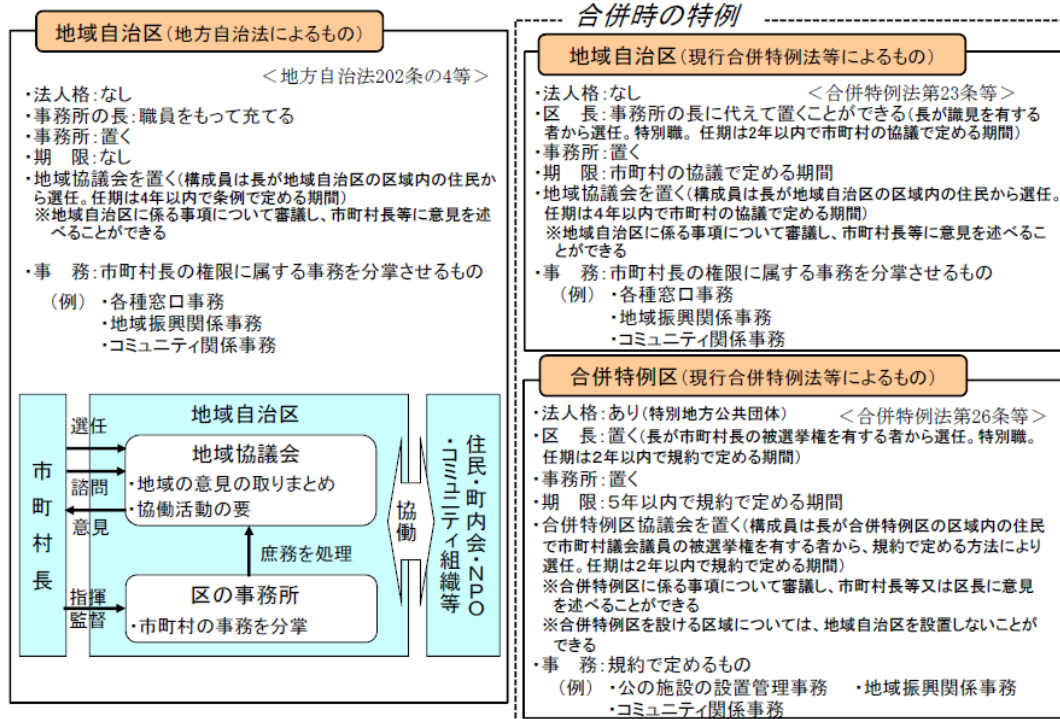 地域自治区(地方自治法によるもの)
<地方自治法202条の4等>
・法人格:なし
・事務所の長:職員をもって充てる
・事務所:置く
・期　限:なし
・地域協議会を置く(構成員は長が地域自治区の区域内の住民か
ら選任。任期は4年以内で条例で定める期間)
※地域自治区に係る事項について審議し、市町村長等に意見を述
べることができる
・事　務:市町村長の権限に属する事務を分掌させるもの
(例) ・各種窓口事務
・地域振興関係事務
・コミュニティ関係事務
市町村長
選任
諮問
意見
指揮
監督
地域自治区
地域協議会
・地域の意見の取りまとめ
・協働活動の要
庶務を処理
区の事務所
・市町村の事務を分掌
協働
住民・町内会・NPO
・コミュニティ組織等
合併時の特例
地域自治区(現行合併特例法等によるもの)
・法人格:なし
<合併特例法第23条等>
・区　長:事務所の長に代えて置くことができる(長が識見を有する
者から選任。特別職。 任期は2年以内で市町村の協議で定める期間)
・事務所:置く
・期　限:市町村の協議で定める期間
・地域協議会を置く(構成員は長が地域自治区の区域内の住民から選任。
任期は4年以内で市町村の協議で定める期間)
※地域自治区に係る事項について審議し、市町村長等に意見を述べるこ
とができる
・事　務:市町村長の権限に属する事務を分掌させるもの
(例) ・各種窓口事務
・地域振興関係事務
・コミュニティ関係事務
合併特例区(現行合併特例法等によるもの)
・法人格:あり(特別地方公共団体)
<合併特例法第26条等>
・区　長:置く(長が市町村長の被選挙権を有する者から選任。特別職。
任期は2年以内で規約で定める期間)
・事務所:置く
・期　限:5年以内で規約で定める期間
・合併特例区協議会を置く(構成員は長が合併特例区の区域内の住民
で市町村議会議員の被選挙権を有する者から、規約で定める方法により
選任。任期は2年以内で規約で定める期間)
※合併特例区に係る事項について審議し、市町村長等又は区長に意見
を述べることができる
※合併特例区を設ける区域については、地域自治区を設置しないことが
できる
・事　務:規約で定めるもの
(例) ・公の施設の設置管理事務　・地域振興関係事務
・コミュニティ関係事務